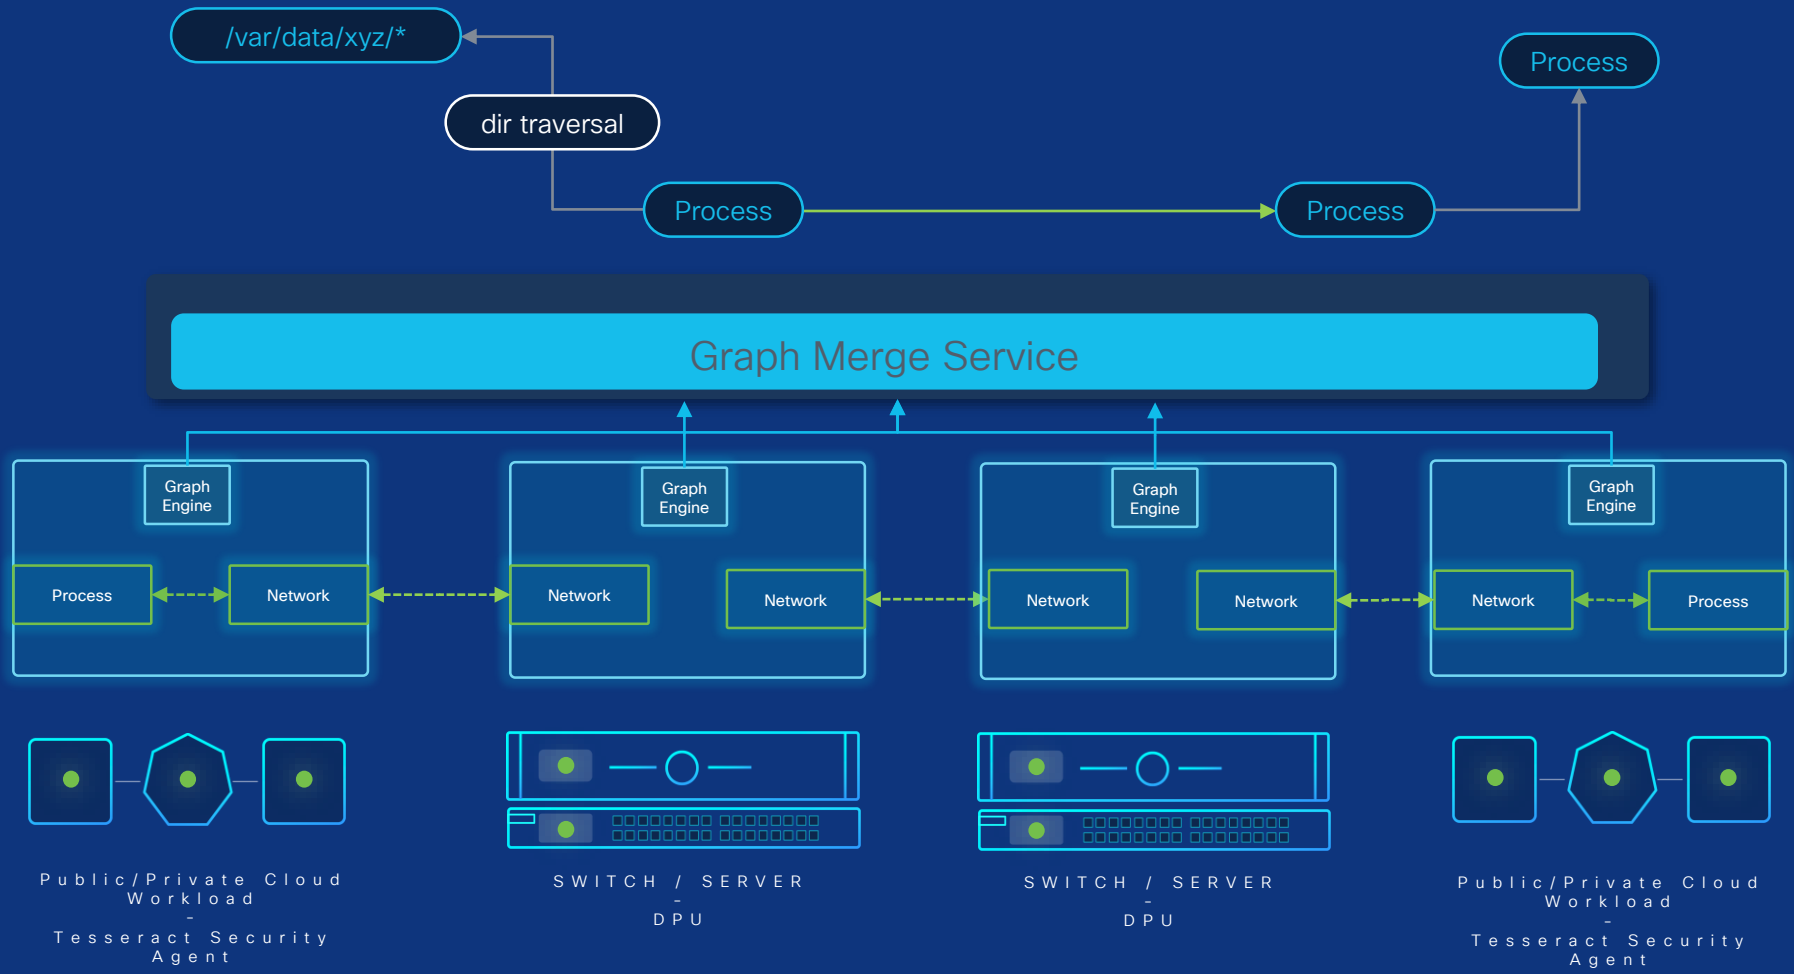 /var/data/xyz/*
Process
dir traversal
Process
Process
Graph Merge Service
Graph
Engine
Graph
Engine
Graph
Engine
Graph
Engine
Process
Network
Network
Network
Network
Network
Network
Process
Public/Private Cloud
Workload
-
Tesseract Security
Agent
SWITCH / SERVER
-
DPU
SWITCH / SERVER
-
DPU
Public/Private Cloud
Workload
-
Tesseract Security
Agent